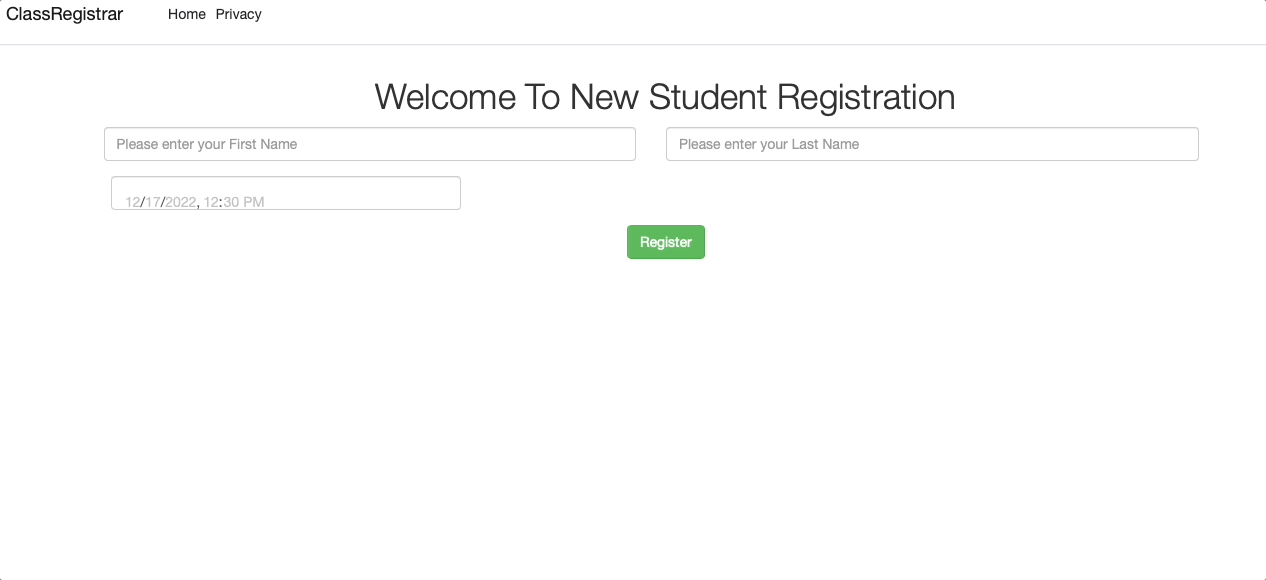 ClassRegistrar Home Privacy
Welcome To New Student Registration
Please enter your First Name Please enter your Last Name
12/17/2022, 12:30 PM
Register